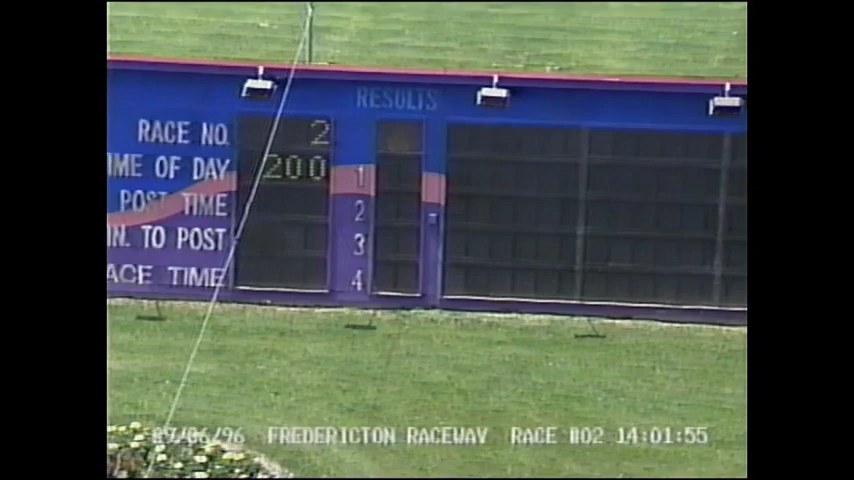 RESULTS
RACE NO. 2
IME OF DAY 200
POST TIME
IN. TO POST
ACE TIME
1
2
3
4
09/06/96 FREDERICTON RACEWAY RACE #02 14:01:55